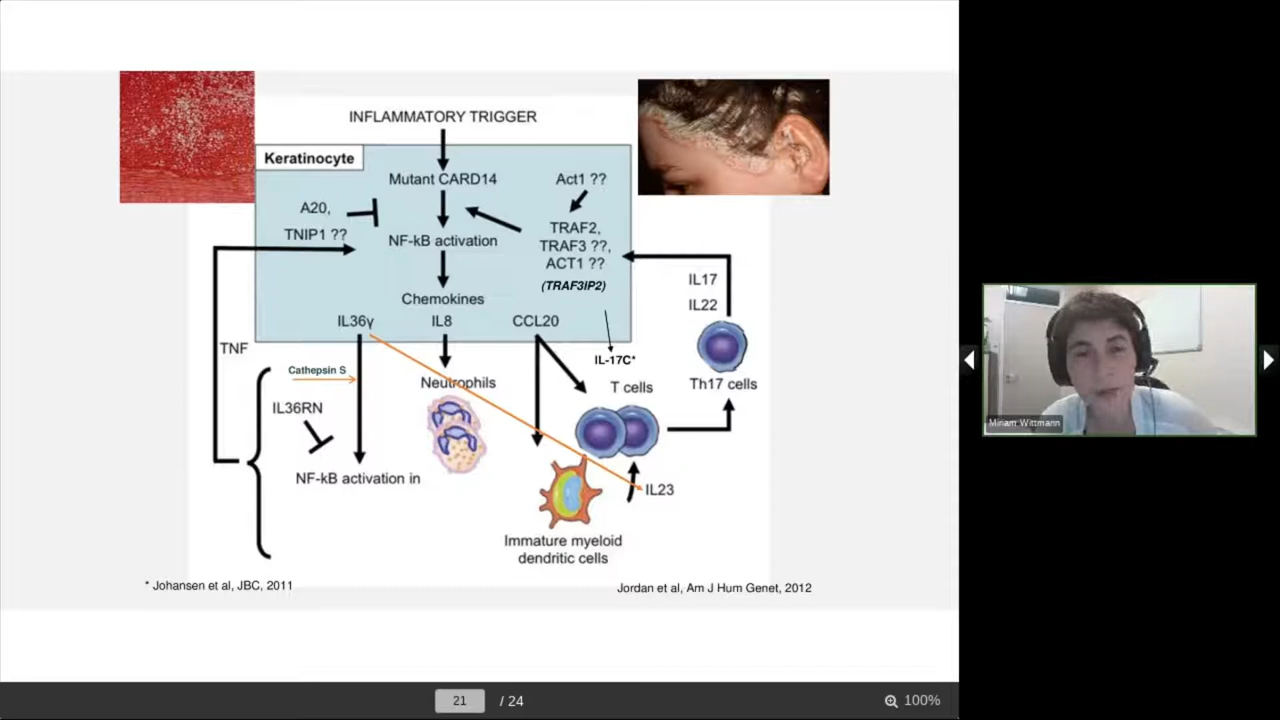 INFLAMMATORY TRIGGER
Keratinocyte
Mutant CARD14
Act1 ??
A20,
TNIP1 ??
NF-kB activation
TRAF2,
TRAF3 ??,
ACT1 ??
(TRAF3IP2)
IL17
IL22
Chemokines
IL36γ
IL8
CCL20
TNF
Cathepsin S
IL-17C*
Neutrophils
T cells
Th17 cells
IL36RN
NF-kB activation in
IL23
Immature myeloid
dendritic cells
* Johansen et al, JBC, 2011
Jordan et al, Am J Hum Genet, 2012
Miriam Wittmann
21 / 24
100%